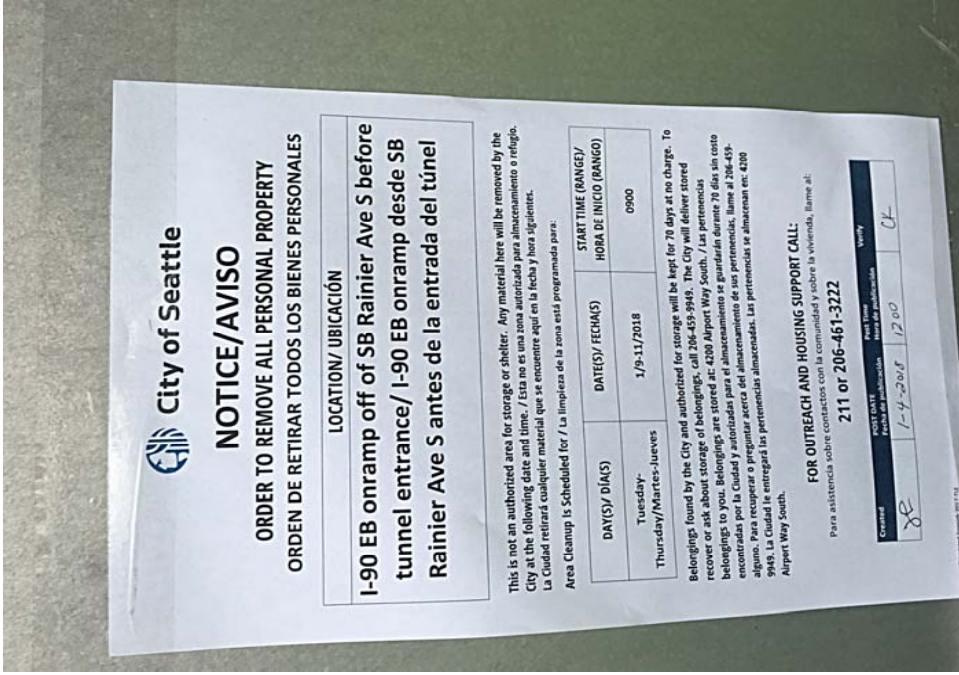 City of Seattle
NOTICE/AVISO
ORDER TO REMOVE ALL PERSONAL PROPERTY
ORDEN DE RETIRAR TODOS LOS BIENES PERSONALES
LOCATION/ UBICACIÓN
I-90 EB onramp off of SB Rainier Ave S before
tunnel entrance/ I-90 EB onramp desde SB
Rainier Ave S antes de la entrada del túnel
This is not an authorized area for storage or shelter. Any material here will be removed by the
City at the following date and time. / Esta no es una zona autorizada para almacenamiento o refugio.
La Ciudad retirará cualquier material que se encuentre aquí en la fecha y hora siguientes.
Area Cleanup Is Scheduled for / La limpieza de la zona está programada para:
DAY(S)/ DÍA(S)
DATE(S)/ FECHA(S)
START TIME (RANGE)/
HORA DE INICIO (RANGO)
Tuesday-
Thursday/Martes-Jueves
1/9-11/2018
0900
Belongings found by the City and authorized for storage will be kept for 70 days at no charge. To
recover or ask about storage of belongings, call 206-459-9949. The City will deliver stored
belongings to you. Belongings are stored at: 4200 Airport Way South. / Las pertenencias
encontradas por la Ciudad y autorizadas para el almacenamiento se guardarán durante 70 días sin costo
alguno. Para recuperar o preguntar acerca del almacenamiento de sus pertenencias, llame al 206-459-
9949. La Ciudad le entregará las pertenencias almacenadas. Las pertenencias se almacenan en: 4200
Airport Way South.
FOR OUTREACH AND HOUSING SUPPORT CALL:
Para asistencia sobre contactos con la comunidad y sobre la vivienda, llame al:
211 or 206-461-3222
Created
POST DATE
Fecha de publicación
Post Time
Hora de publicación
Verify
1-4-2018
1200
CK